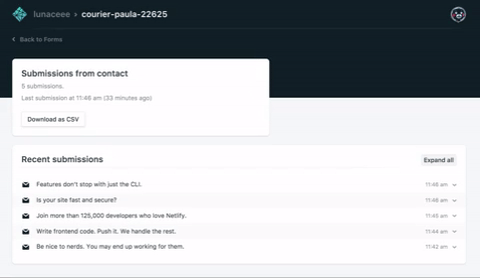 lunaceee > courier-paula-22625
< Back to Forms
Submissions from contact
5 submissions.
Last submission at 11:46 am (33 minutes ago)
Download as CSV
Recent submissions Expand all
Features don't stop with just the CLI. 11:46 am
Is your site fast and secure? 11:46 am
Join more than 125,000 developers who love Netlify. 11:45 am
Write frontend code. Push it. We handle the rest. 11:44 am
Be nice to nerds. You may end up working for them. 11:42 am